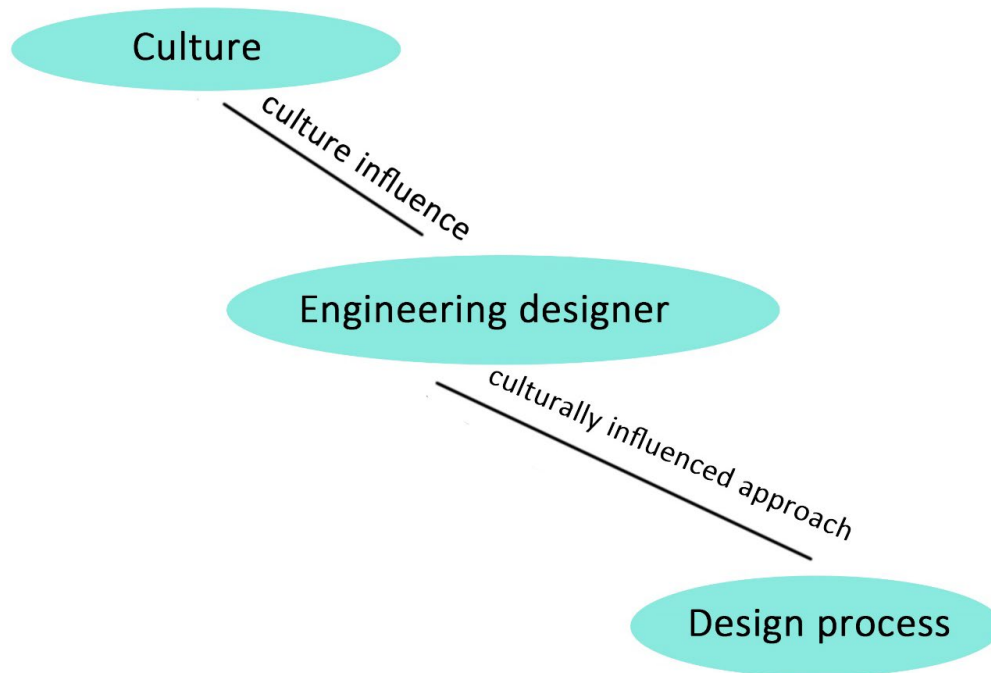 Culture
culture influence
Engineering designer
culturally influenced approach
Design process